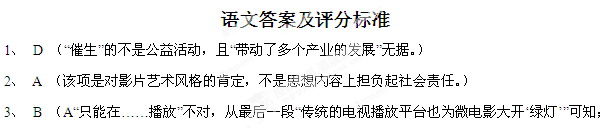 语文答案及评分标准
1、 D （“催生”的不是公益活动，且“带动了多个产业的发展”无据。）
2、 A （该项是对影片艺术风格的肯定，不是思想内容上担负起社会责任。）
3、 B （A“只能在……播放”不对，从最后一段“传统的电视播放平台也为微电影大开‘绿灯’”可知；